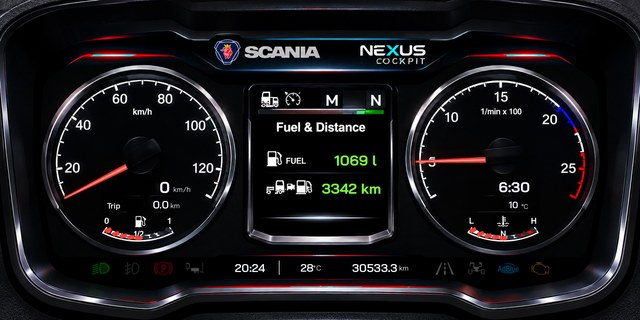 SCANIA
NEXUS
COCKPIT
20 40 60 80 100 120
km/h
0 km/h
Trip 0.0 km
0 1/2 1
M N
Fuel & Distance
FUEL 1069 l
3342 km
5 10 15 20 25
1/min x 100
6:30
10 °C
L N H
20:24 28°C 30533.3 km